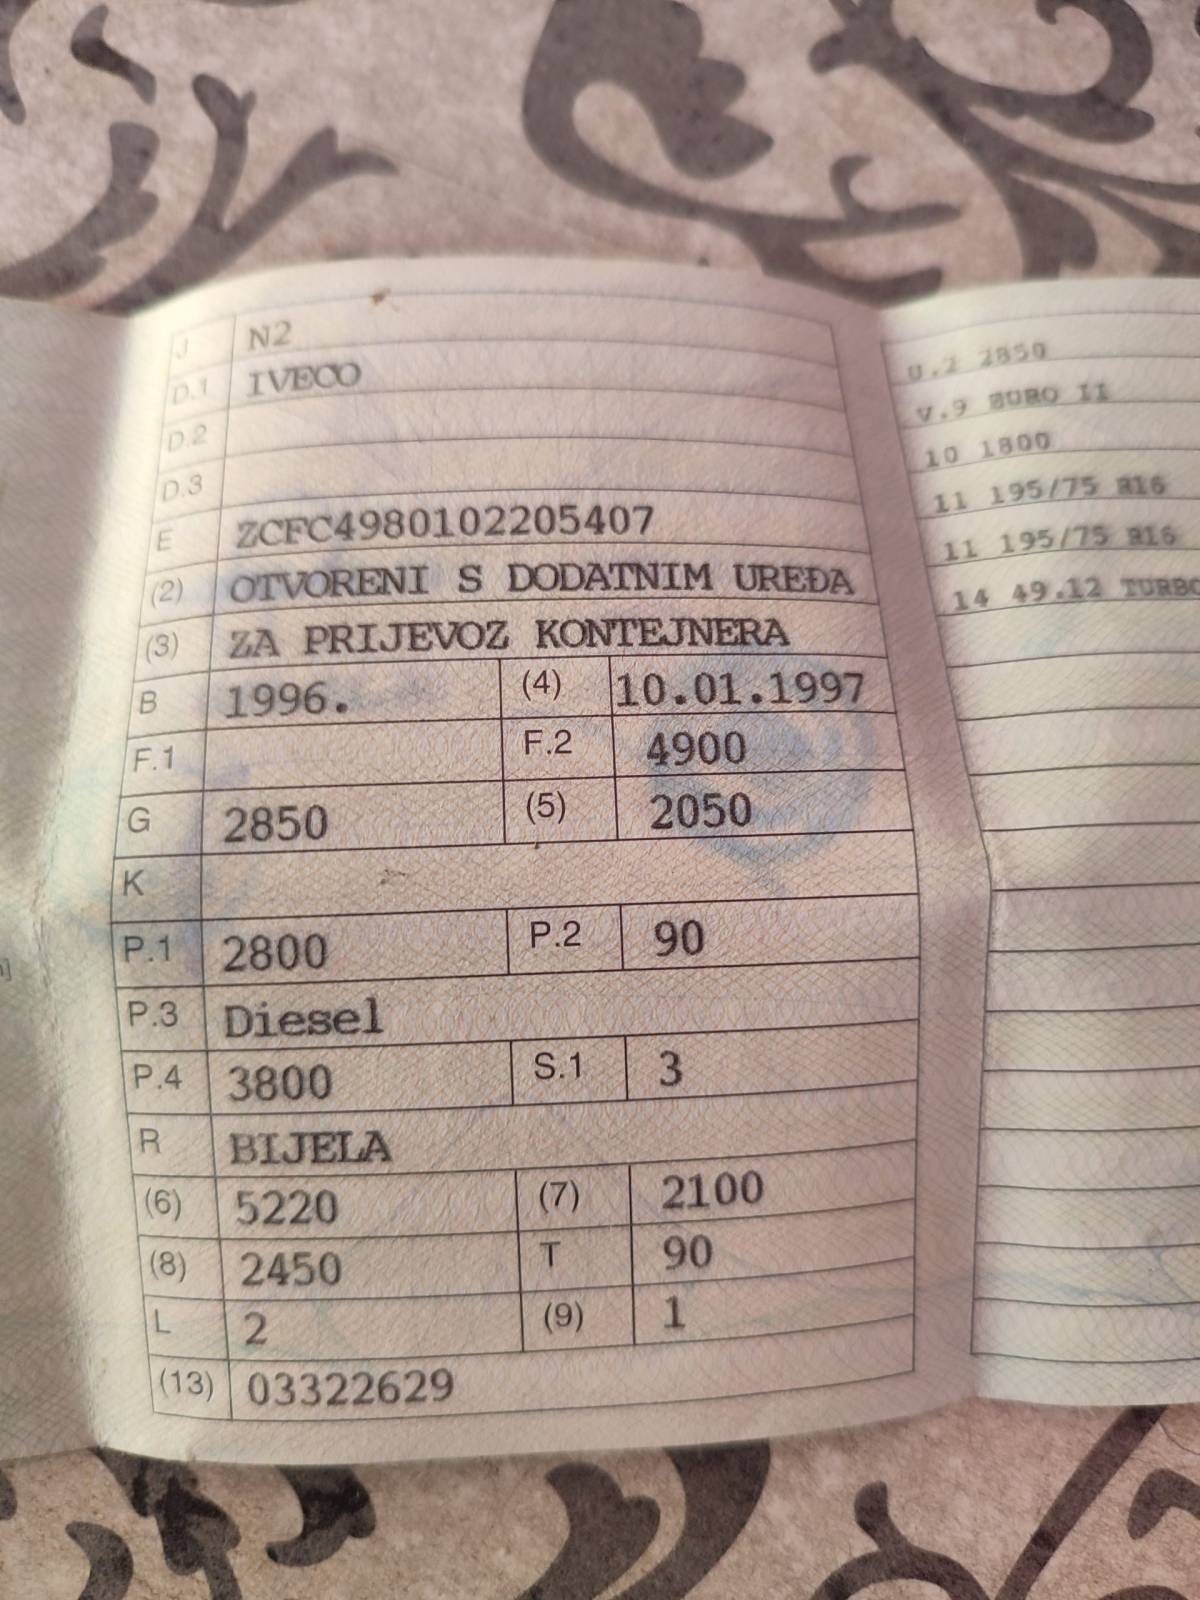 J N2
D.1 IVECO
D.2
D.3
E ZCFC4980102205407
(2) OTVORENI S DODATNIM UREĐA
(3) ZA PRIJEVOZ KONTEJNERA
B 1996. (4) 10.01.1997
F.1 F.2 4900
G 2850 (5) 2050
K
P.1 2800 P.2 90
P.3 Diesel
P.4 3800 S.1 3
R BIJELA
(6) 5220 (7) 2100
(8) 2450 T 90
L 2 (9) 1
(13) 03322629
U.2 2850
V.9 EURO II
10 1800
11 195/75 R16
11 195/75 R16
14 49.12 TURBO